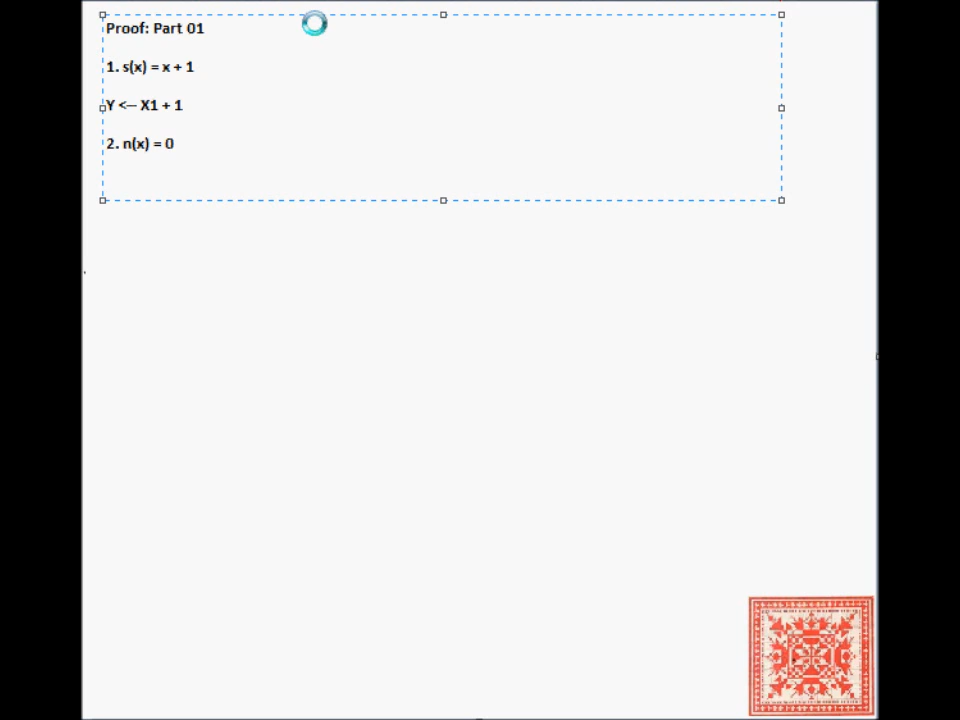 Proof: Part 01
1. s(x) = x + 1
Y <-- X1 + 1
2. n(x) = 0